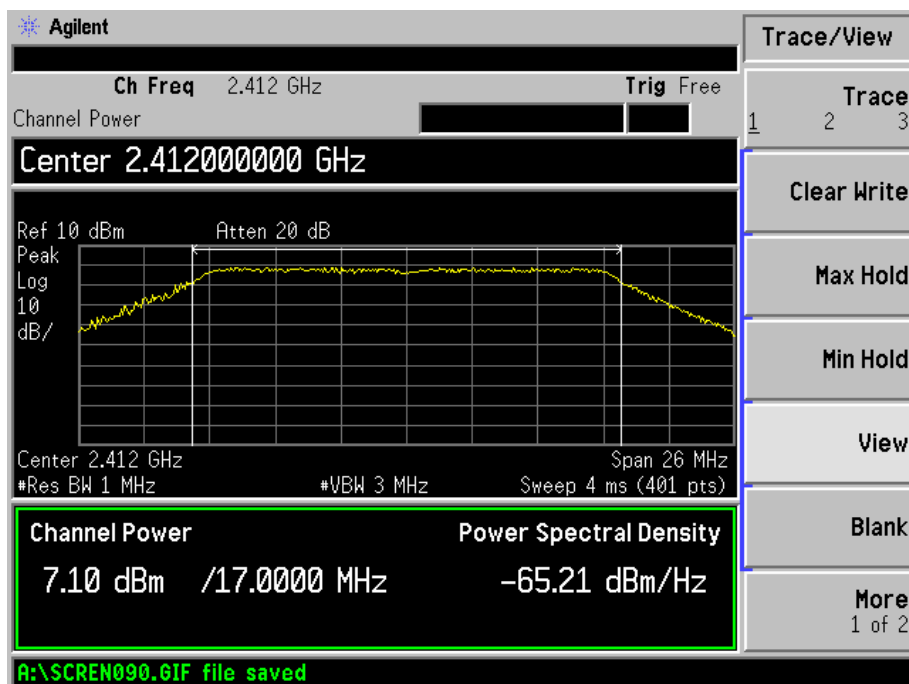 Agilent
Trace/View
Ch Freq 2.412 GHz Trig Free
Channel Power
Trace
1 2 3
Center 2.412000000 GHz
Clear Write
Ref 10 dBm Atten 20 dB
Peak
Log
10
dB/
Max Hold
Min Hold
View
Center 2.412 GHz Span 26 MHz
#Res BW 1 MHz #VBW 3 MHz Sweep 4 ms (401 pts)
Channel Power Power Spectral Density
7.10 dBm /17.0000 MHz -65.21 dBm/Hz
Blank
More
1 of 2
A:\SCREN090.GIF file saved